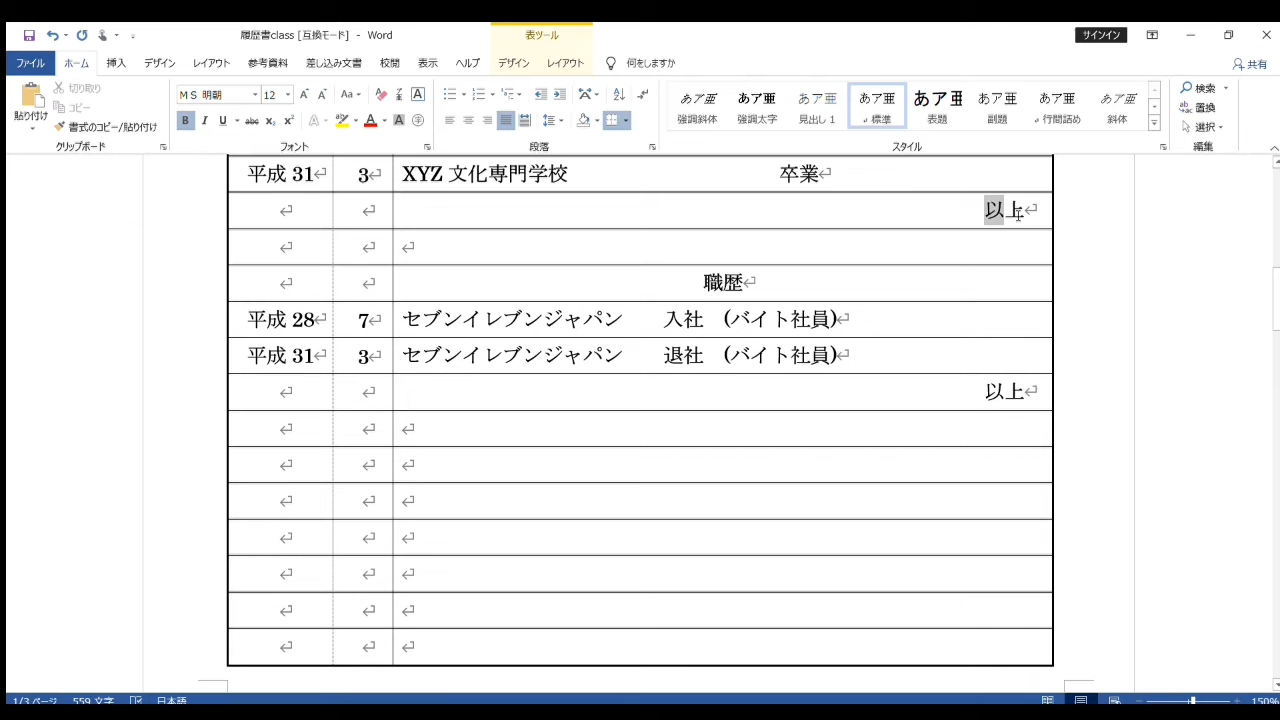 履歴書class [互換モード] - Word
表ツール
サインイン
ファイル ホーム 挿入 デザイン レイアウト 参考資料 差し込み文書 校閲 表示 ヘルプ デザイン レイアウト 何をしますか 共有
貼り付け
切り取り
コピー
書式のコピー/貼り付け
クリップボード
MS 明朝 12
B I U abc x₂ x²
フォント
段落
あア亜 強調斜体
あア亜 強調太字
あア亜 見出し 1
あア亜 標準
あア亜 表題
あア亜 副題
あア亜 行間詰め
あア亜 斜体
スタイル
検索
置換
選択
編集
平成 31 3 XYZ 文化専門学校 卒業
以上
職歴
平成 28 7 セブンイレブンジャパン 入社 (バイト社員)
平成 31 3 セブンイレブンジャパン 退社 (バイト社員)
以上
1/3 ページ 559 文字 日本語 150%